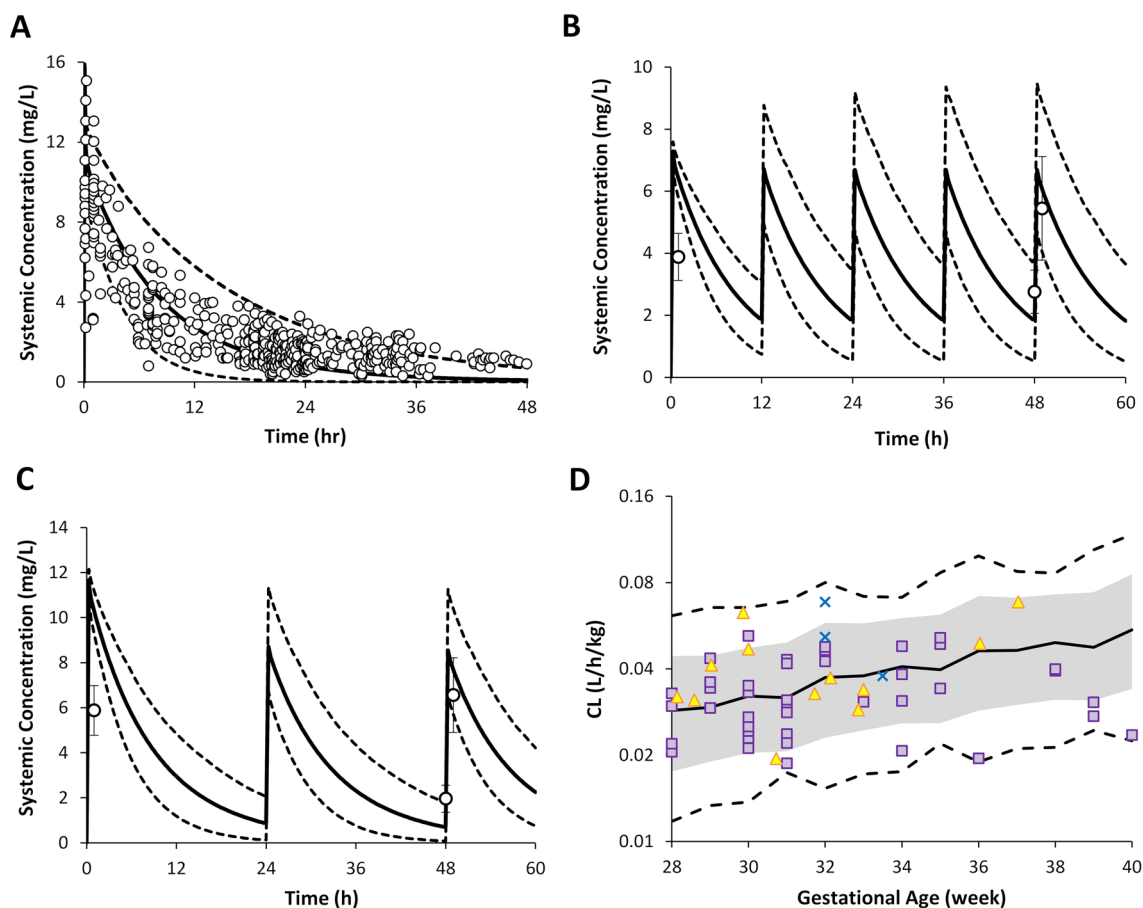 A
Systemic Concentration (mg/L)
16
12
8
4
0
0 12 24 36 48
Time (hr)
B
Systemic Concentration (mg/L)
10
8
6
4
2
0
0 12 24 36 48 60
Time (h)
C
Systemic Concentration (mg/L)
14
12
10
8
6
4
2
0
0 12 24 36 48 60
Time (h)
D
CL (L/h/kg)
0.16
0.08
0.04
0.02
0.01
28 30 32 34 36 38 40
Gestational Age (week)